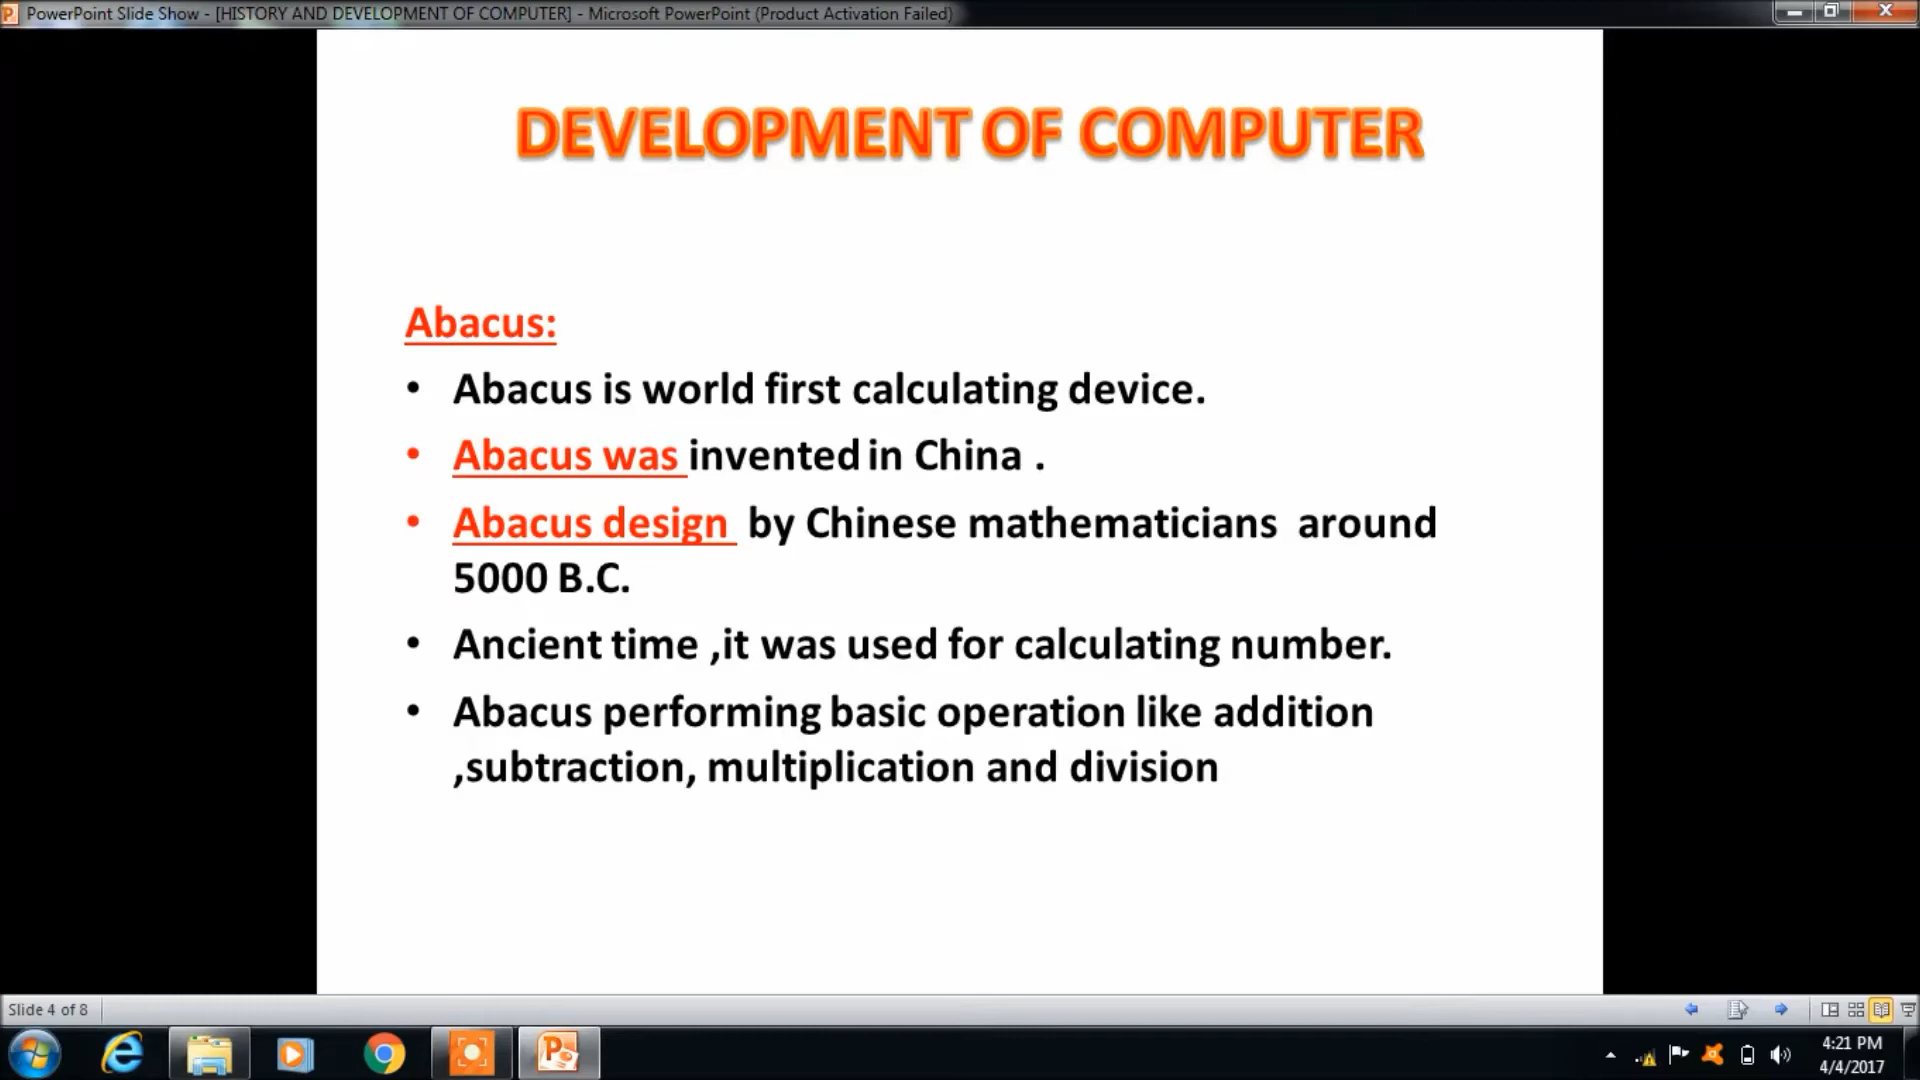 PowerPoint Slide Show - [HISTORY AND DEVELOPMENT OF COMPUTER] - Microsoft PowerPoint (Product Activation Failed)
DEVELOPMENT OF COMPUTER
Abacus:
• Abacus is world first calculating device.
• Abacus was invented in China .
• Abacus design by Chinese mathematicians around
5000 B.C.
• Ancient time ,it was used for calculating number.
• Abacus performing basic operation like addition
,subtraction, multiplication and division
Slide 4 of 8
4:21 PM
4/4/2017